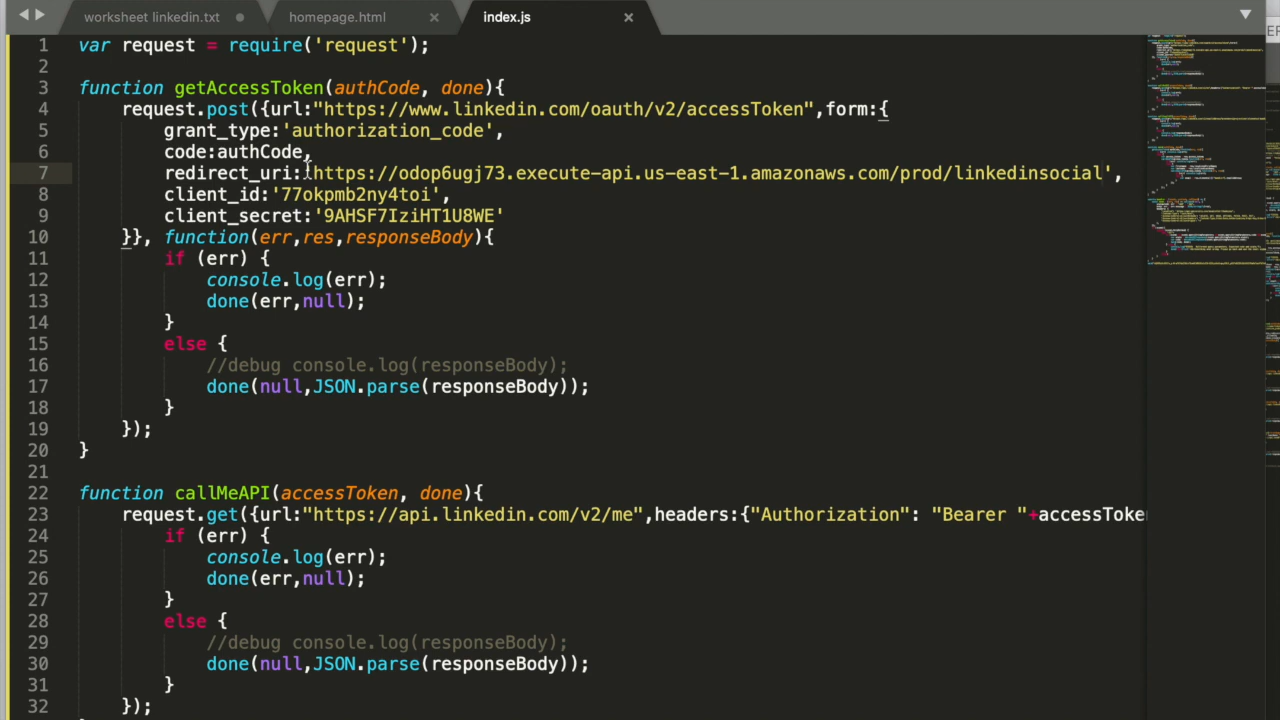 worksheet linkedin.txt
homepage.html
index.js
1 var request = require('request');
2
3 function getAccessToken(authCode, done){
4 request.post({url:"https://www.linkedin.com/oauth/v2/accessToken",form:{
5 grant_type:'authorization_code',
6 code:authCode,
7 redirect_uri:'https://odop6ugj73.execute-api.us-east-1.amazonaws.com/prod/linkedinsocial',
8 client_id:'77okpmb2ny4toi',
9 client_secret:'9AHSF7IziHT1U8WE'
10 }}, function(err,res,responseBody){
11 if (err) {
12 console.log(err);
13 done(err,null);
14 }
15 else {
16 //debug console.log(responseBody);
17 done(null,JSON.parse(responseBody));
18 }
19 });
20 }
21
22 function callMeAPI(accessToken, done){
23 request.get({url:"https://api.linkedin.com/v2/me",headers:{"Authorization": "Bearer "+accessToken
24 if (err) {
25 console.log(err);
26 done(err,null);
27 }
28 else {
29 //debug console.log(responseBody);
30 done(null,JSON.parse(responseBody));
31 }
32 });